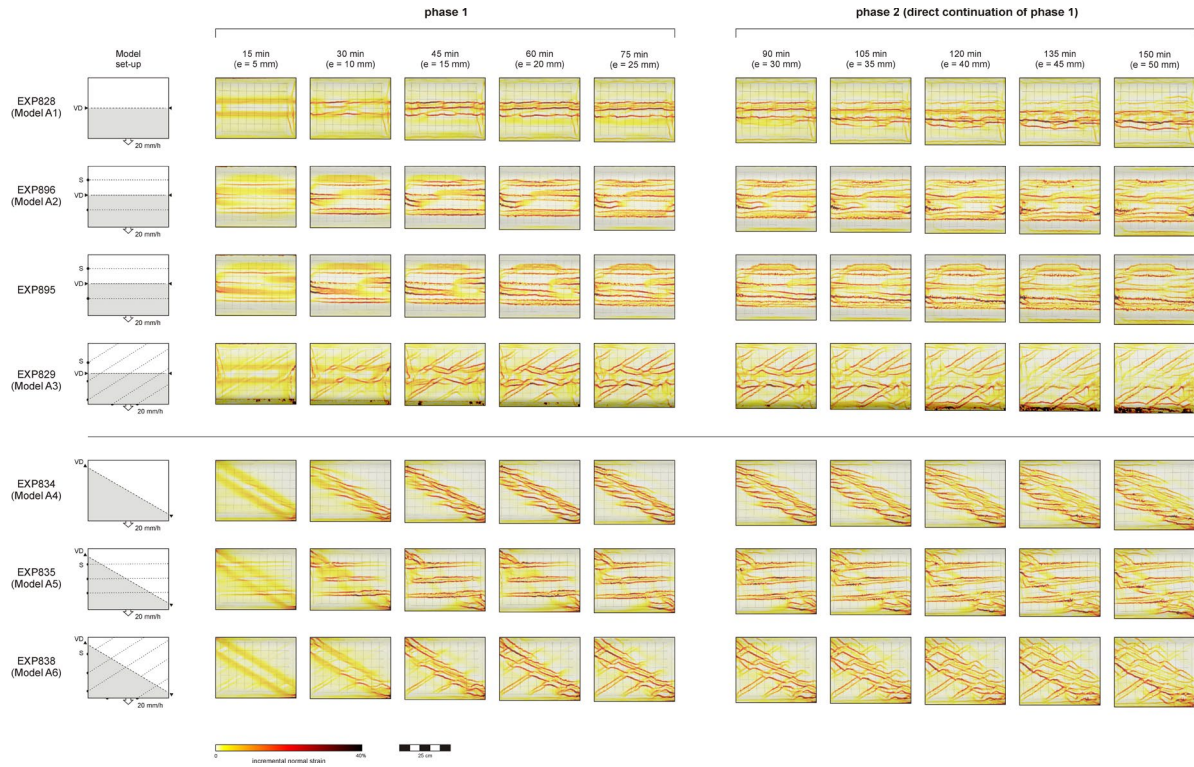 phase 1
phase 2 (direct continuation of phase 1)
Model
set-up
15 min
(e = 5 mm)
30 min
(e = 10 mm)
45 min
(e = 15 mm)
60 min
(e = 20 mm)
75 min
(e = 25 mm)
90 min
(e = 30 mm)
105 min
(e = 35 mm)
120 min
(e = 40 mm)
135 min
(e = 45 mm)
150 min
(e = 50 mm)
EXP828
(Model A1)
VD
20 mm/h
EXP896
(Model A2)
S
VD
20 mm/h
EXP895
S
VD
20 mm/h
EXP829
(Model A3)
S
VD
20 mm/h
EXP834
(Model A4)
VD
20 mm/h
EXP835
(Model A5)
VD
S
20 mm/h
EXP838
(Model A6)
VD
S
20 mm/h
0
40%
incremental normal strain
25 cm